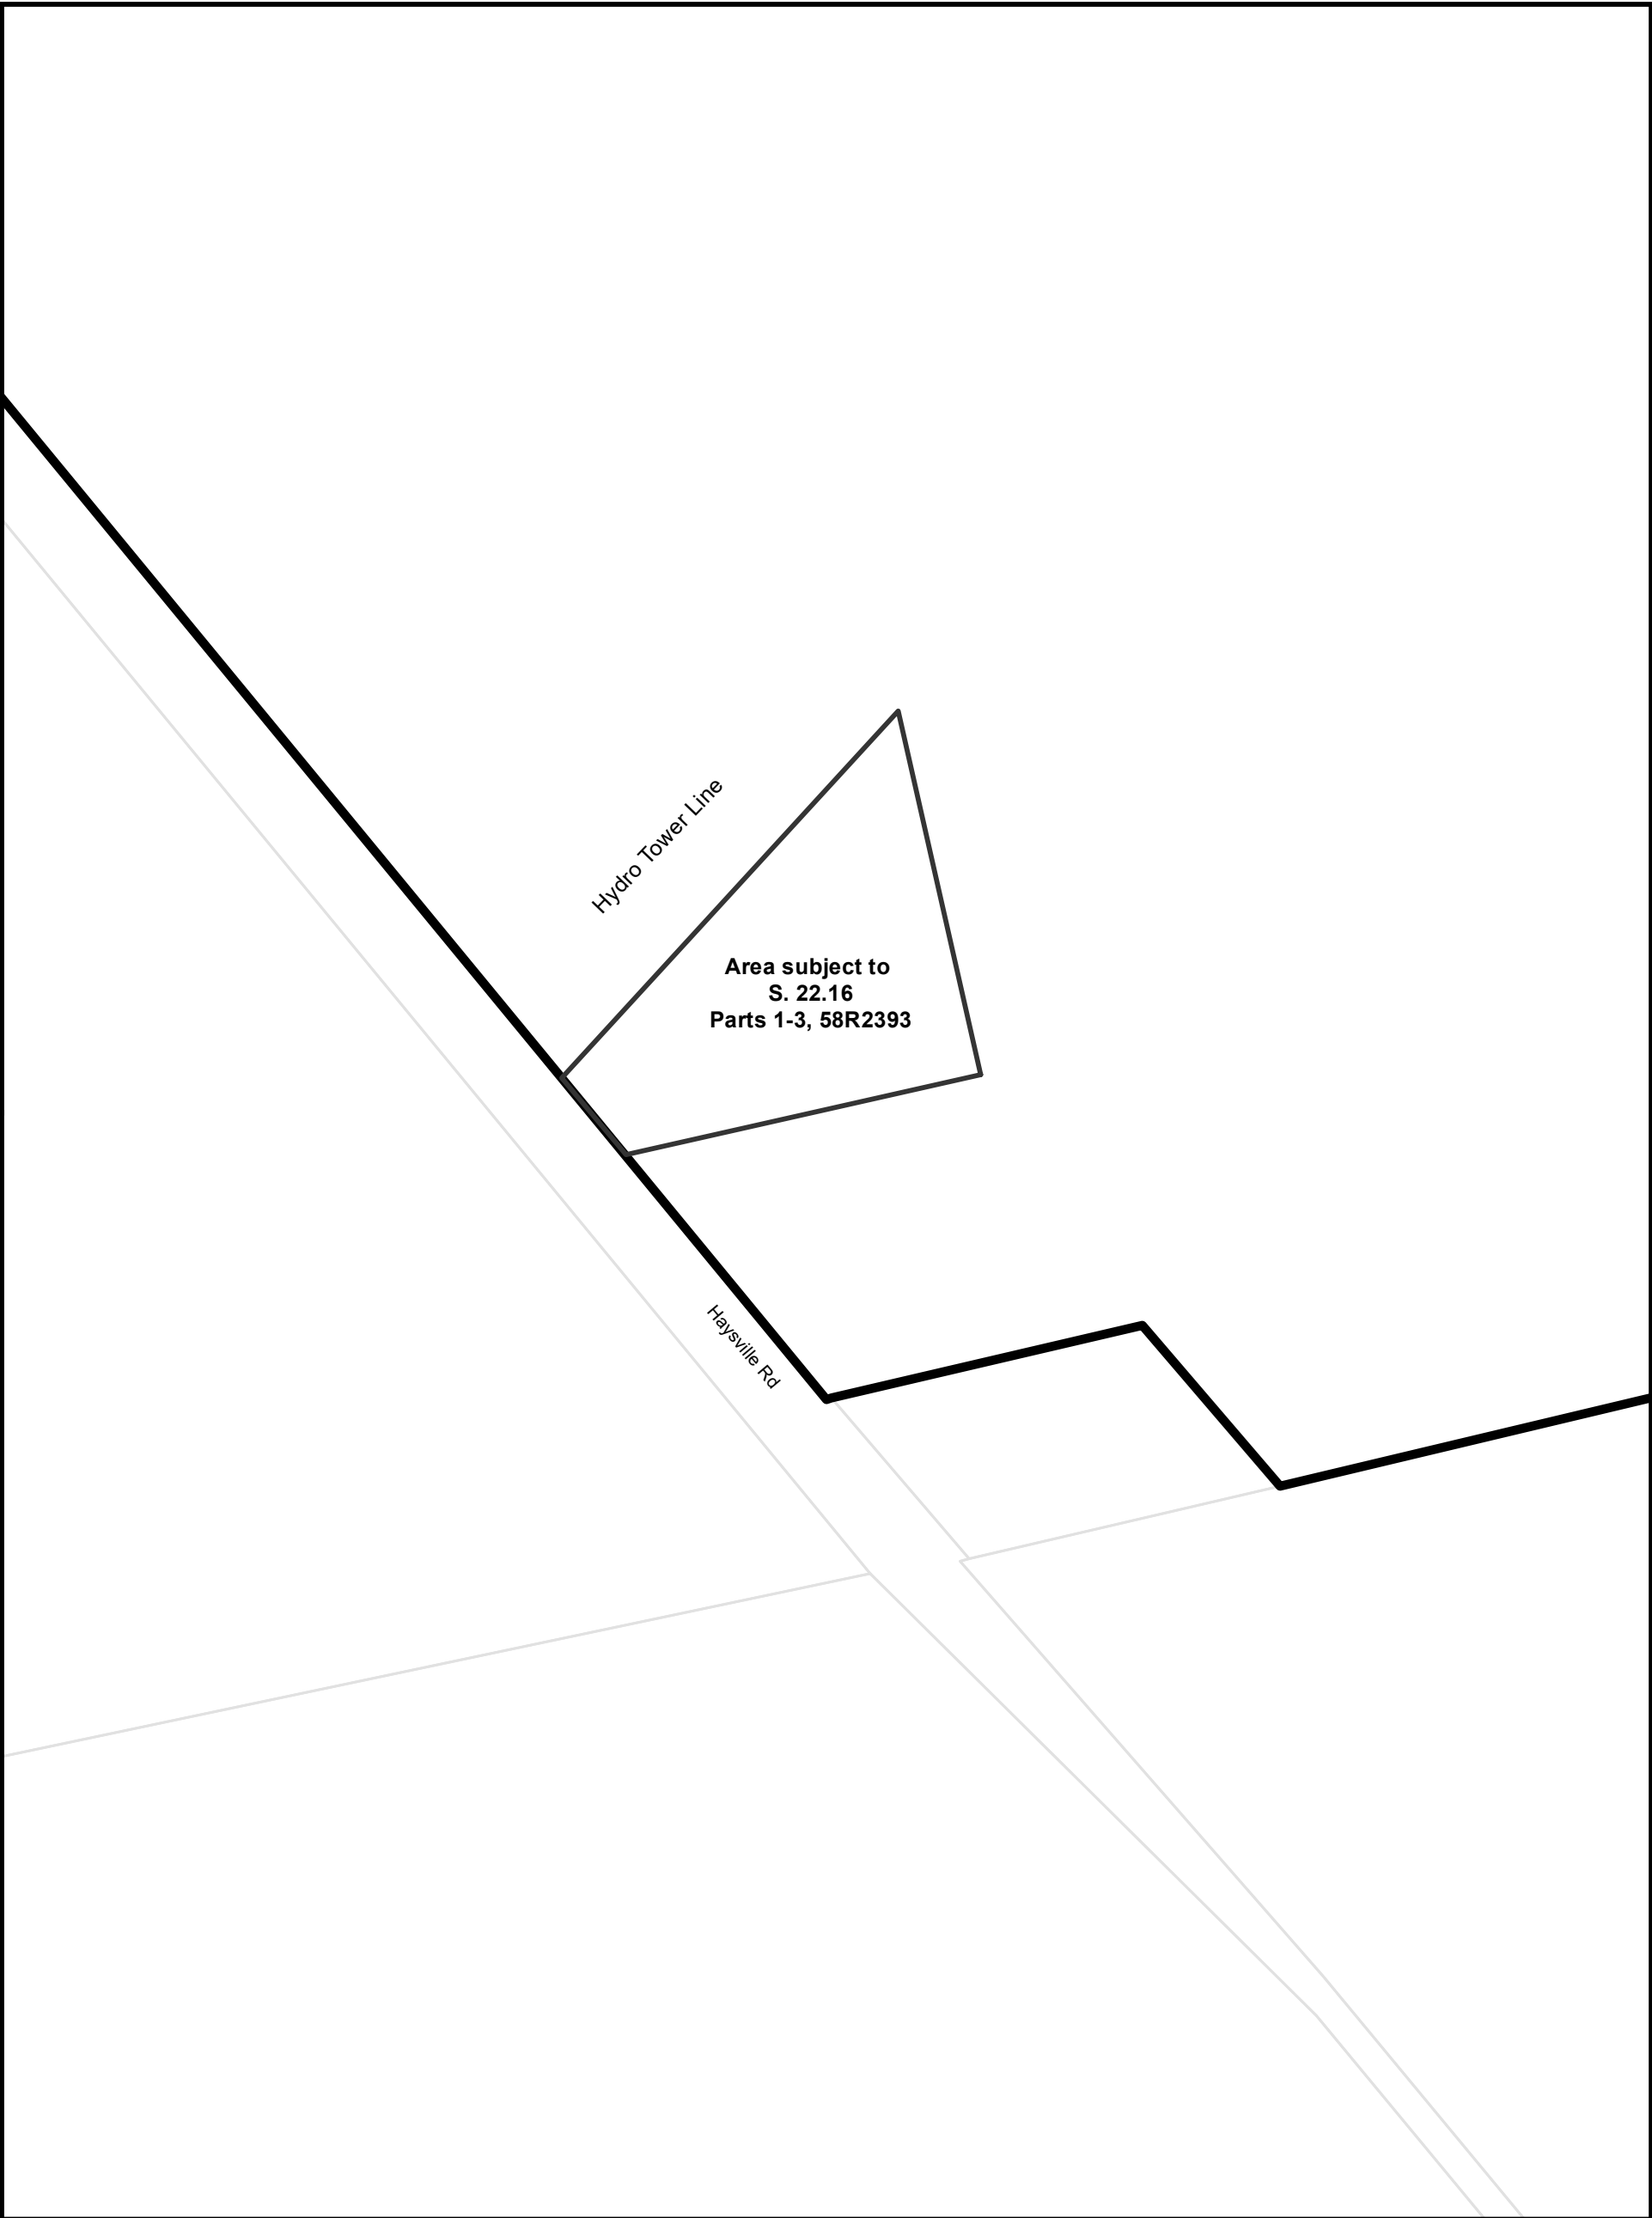 Hydro Tower Line
Area subject to
S. 22.16
Parts 1-3, 58R2393
Haysville Rd